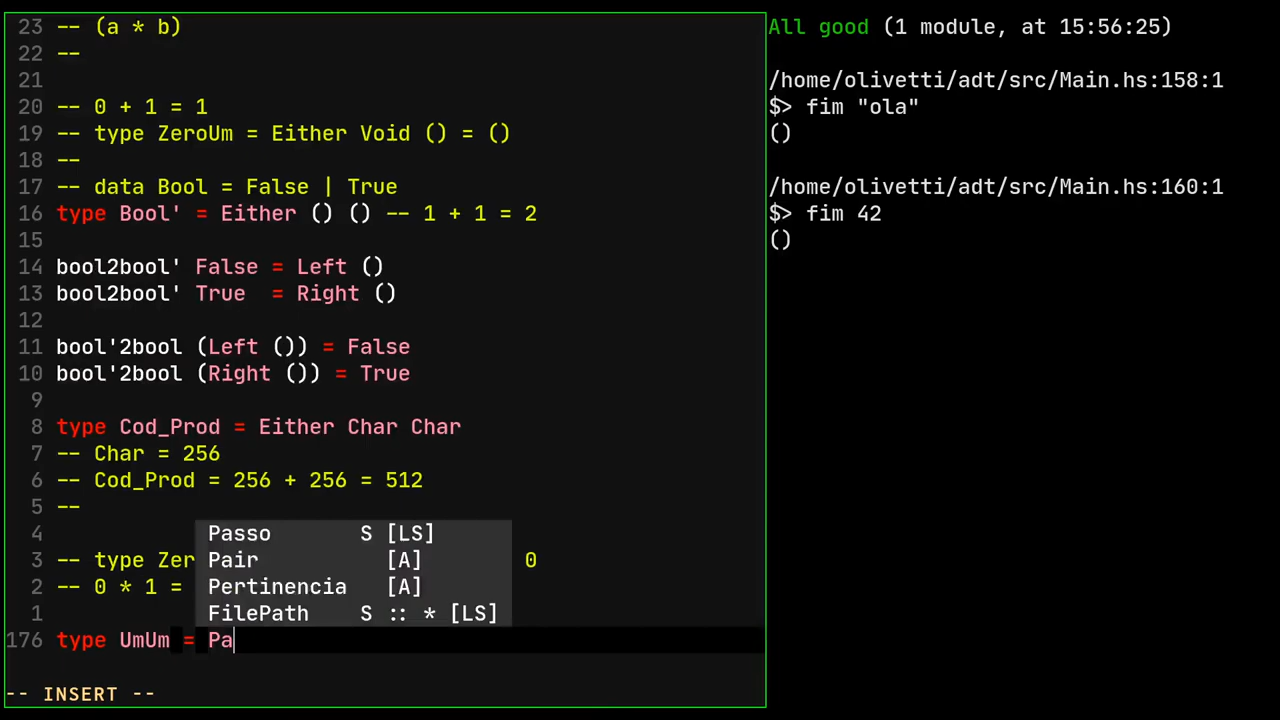 23 -- (a * b)
22 --
21
20 -- 0 + 1 = 1
19 -- type ZeroUm = Either Void () = ()
18 --
17 -- data Bool = False | True
16 type Bool' = Either () () -- 1 + 1 = 2
15
14 bool2bool' False = Left ()
13 bool2bool' True  = Right ()
12
11 bool'2bool (Left ()) = False
10 bool'2bool (Right ()) = True
9
8 type Cod_Prod = Either Char Char
7 -- Char = 256
6 -- Cod_Prod = 256 + 256 = 512
5 --
4
3 -- type Zer 0
2 -- 0 * 1 =
1
176 type UmUm = Pa
Passo S [LS]
Pair [A]
Pertinencia [A]
FilePath S :: * [LS]
-- INSERT --
All good (1 module, at 15:56:25)
/home/olivetti/adt/src/Main.hs:158:1
$> fim "ola"
()
/home/olivetti/adt/src/Main.hs:160:1
$> fim 42
()